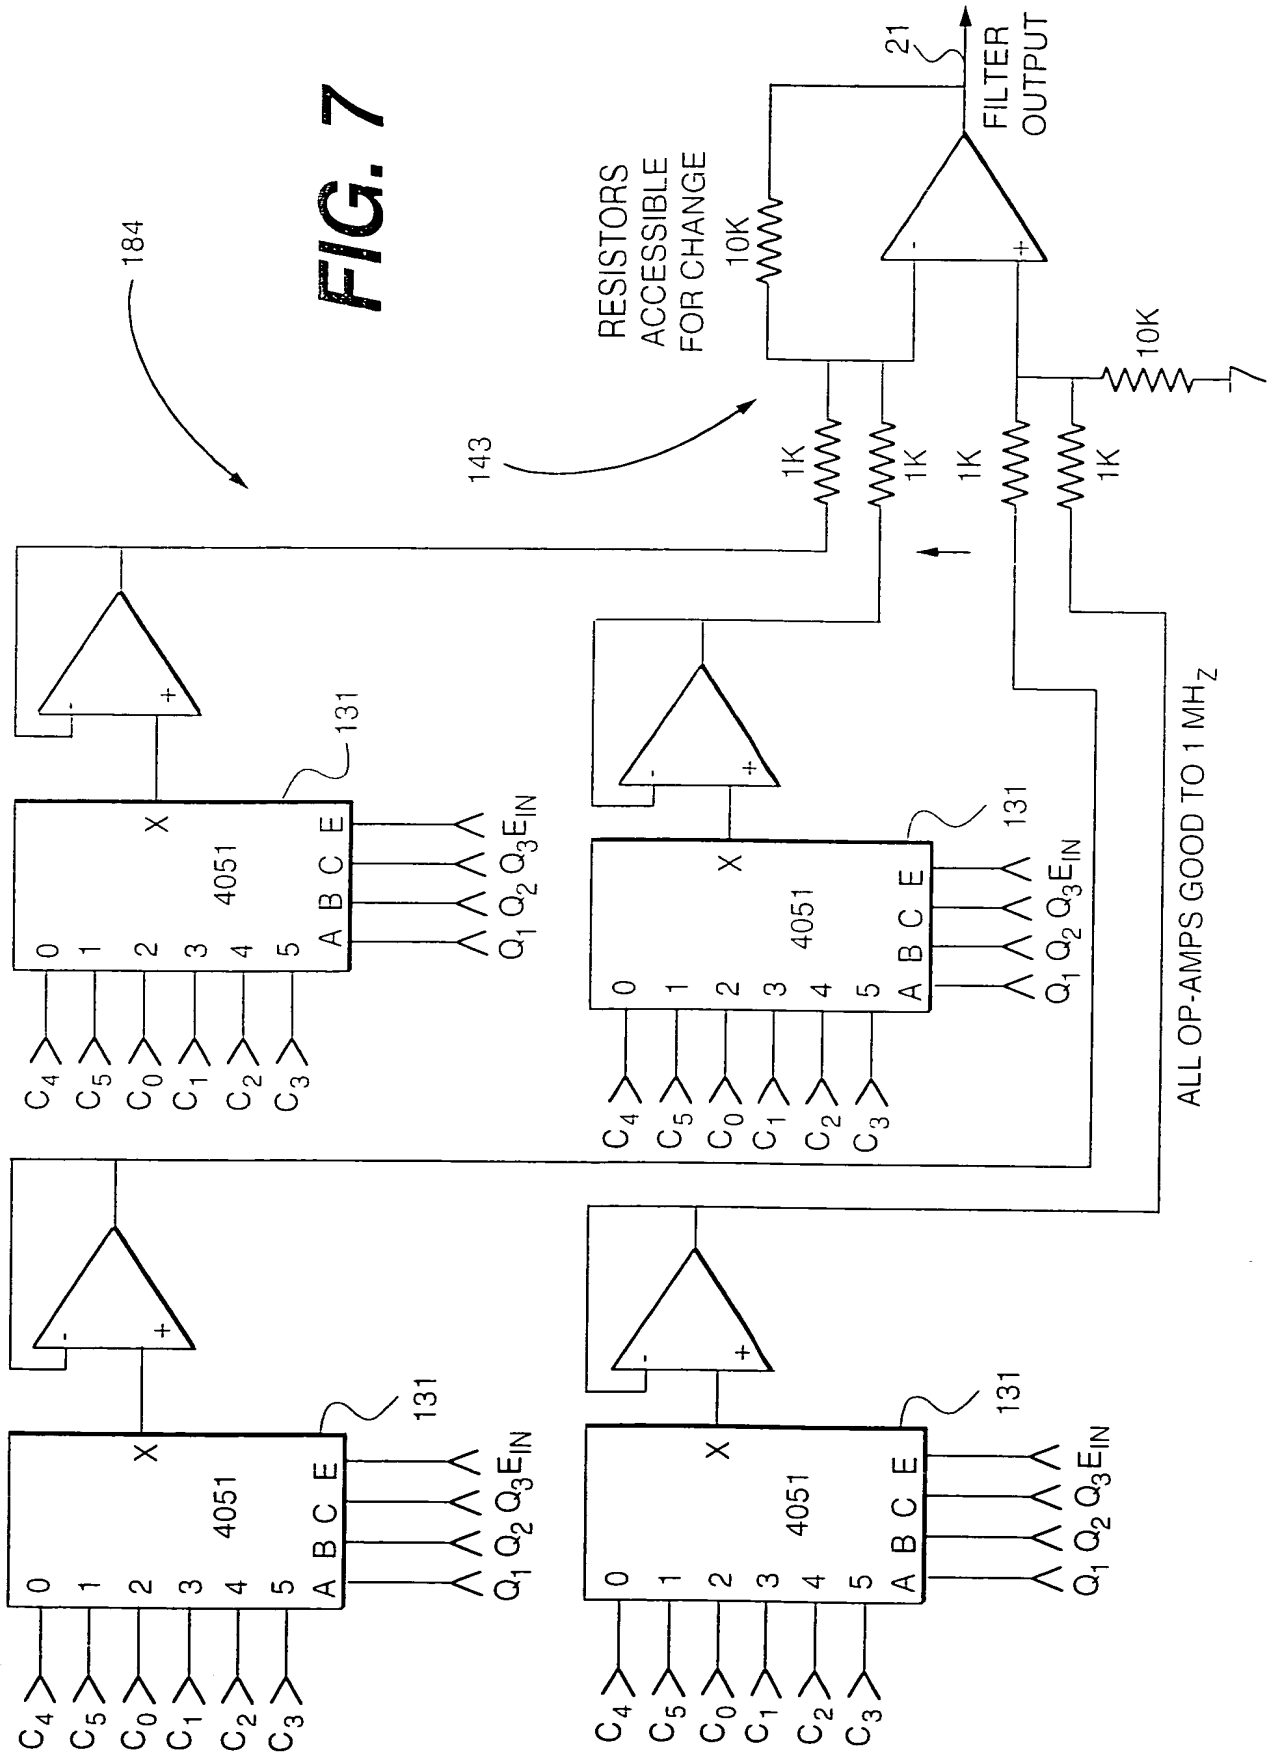 FIG. 7
184
143
131
C4 0
C5 1
C0 2
C1 3
C2 4
C3 5
4051
X
A B C E
Q1 Q2 Q3 EIN
131
C4 0
C5 1
C0 2
C1 3
C2 4
C3 5
4051
X
A B C E
Q1 Q2 Q3 EIN
131
C4 0
C5 1
C0 2
C1 3
C2 4
C3 5
4051
X
A B C E
Q1 Q2 Q3 EIN
131
C4 0
C5 1
C0 2
C1 3
C2 4
C3 5
4051
X
A B C E
Q1 Q2 Q3 EIN
-
+
-
+
-
+
-
+
1K
1K
1K
1K
RESISTORS
ACCESSIBLE
FOR CHANGE
10K
-
+
10K
21
FILTER
OUTPUT
ALL OP-AMPS GOOD TO 1 MHZ